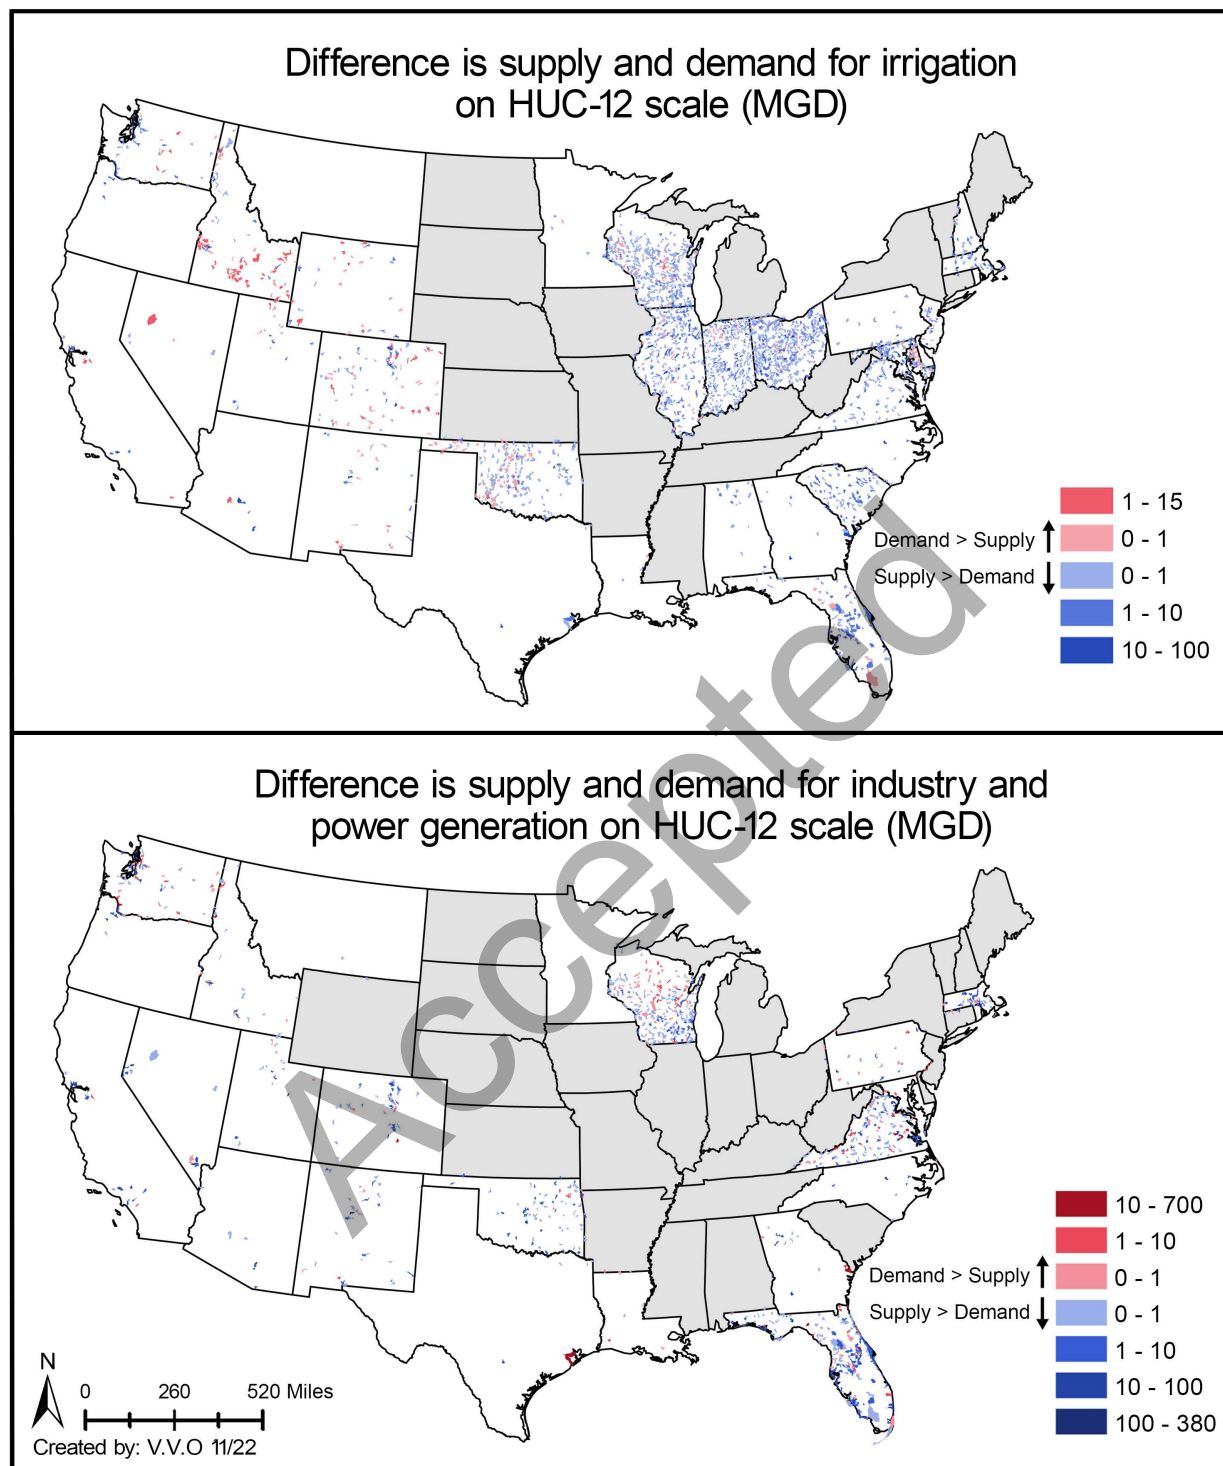 Difference is supply and demand for irrigation
on HUC-12 scale (MGD)
1 - 15
Demand > Supply
0 - 1
Supply > Demand
0 - 1
1 - 10
10 - 100
Accepted
Difference is supply and demand for industry and
power generation on HUC-12 scale (MGD)
10 - 700
1 - 10
Demand > Supply
0 - 1
Supply > Demand
0 - 1
1 - 10
10 - 100
100 - 380
N
0 260 520 Miles
Created by: V.V.O 11/22